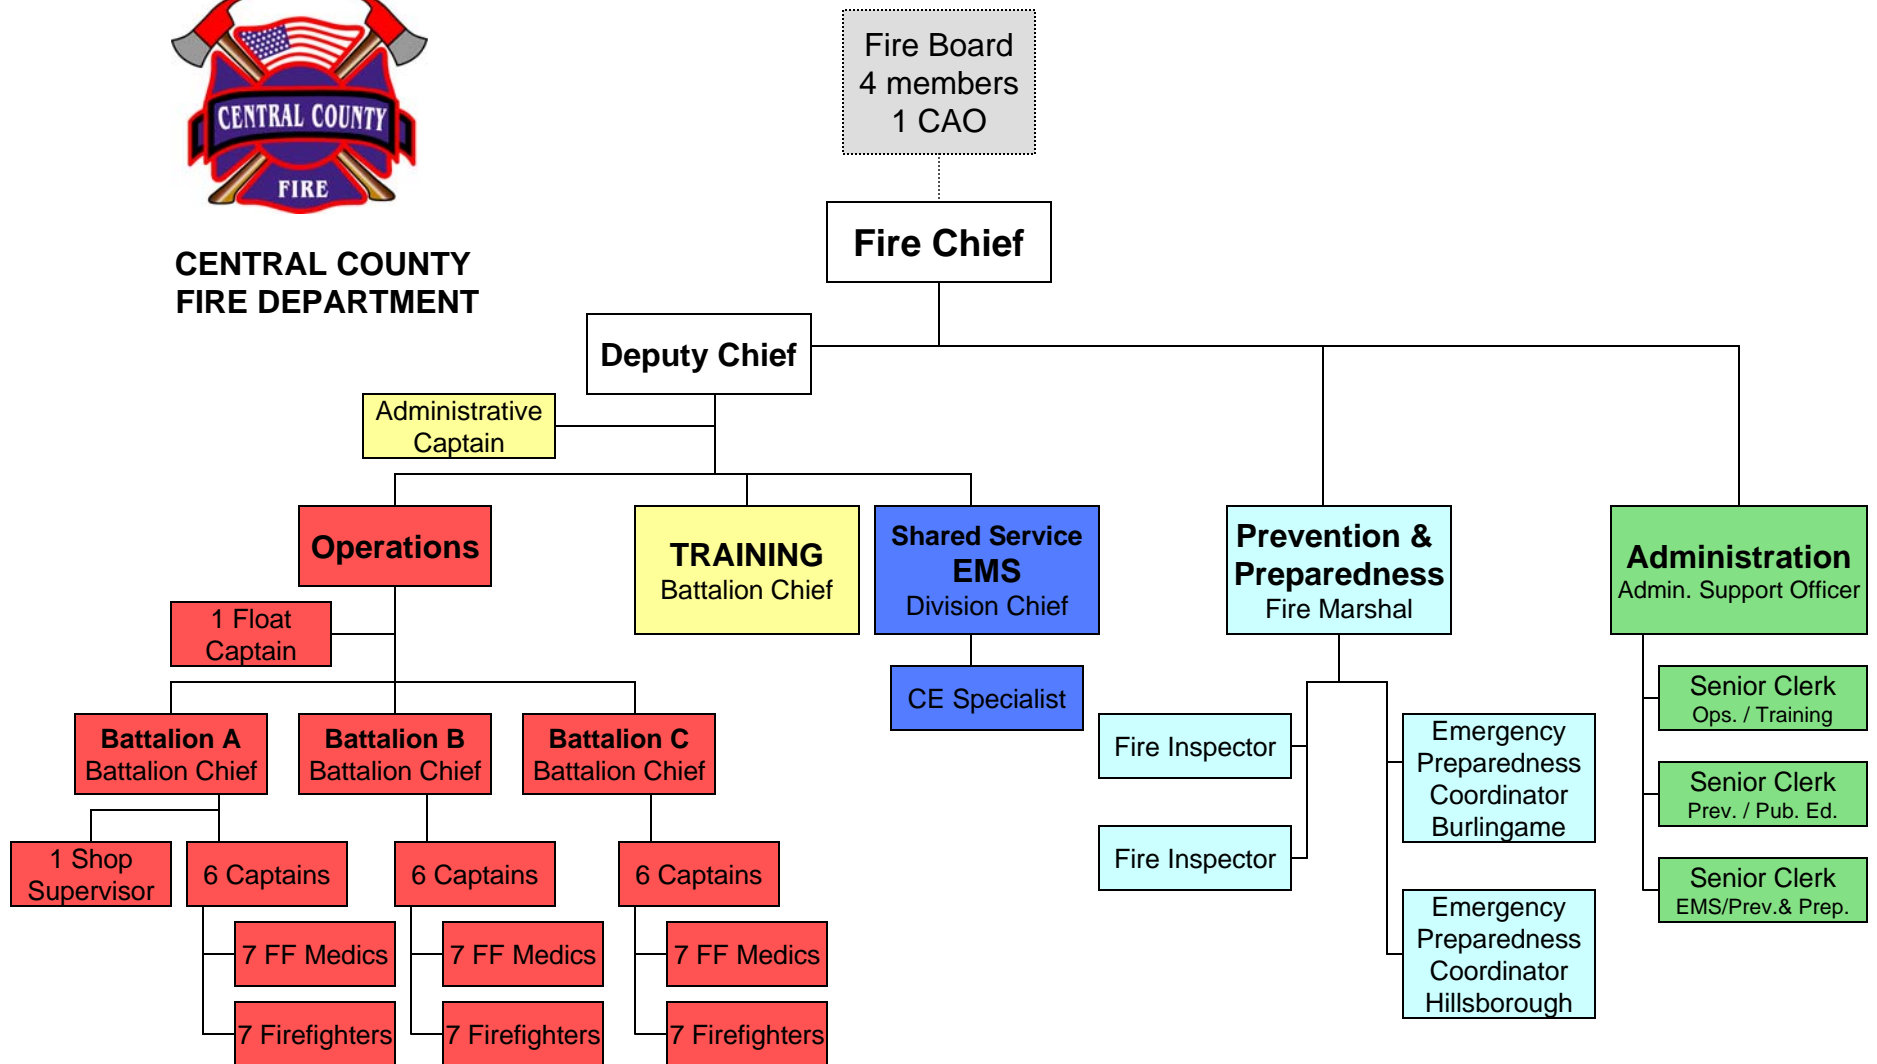 CENTRAL COUNTY
FIRE
CENTRAL COUNTY
FIRE DEPARTMENT
Fire Board
4 members
1 CAO
Fire Chief
Deputy Chief
Administrative
Captain
Operations
TRAINING
Battalion Chief
Shared Service
EMS
Division Chief
Prevention &
Preparedness
Fire Marshal
Administration
Admin. Support Officer
1 Float
Captain
CE Specialist
Battalion A
Battalion Chief
Battalion B
Battalion Chief
Battalion C
Battalion Chief
1 Shop
Supervisor
6 Captains
6 Captains
6 Captains
7 FF Medics
7 FF Medics
7 FF Medics
7 Firefighters
7 Firefighters
7 Firefighters
Fire Inspector
Fire Inspector
Emergency
Preparedness
Coordinator
Burlingame
Emergency
Preparedness
Coordinator
Hillsborough
Senior Clerk
Ops. / Training
Senior Clerk
Prev. / Pub. Ed.
Senior Clerk
EMS/Prev.& Prep.